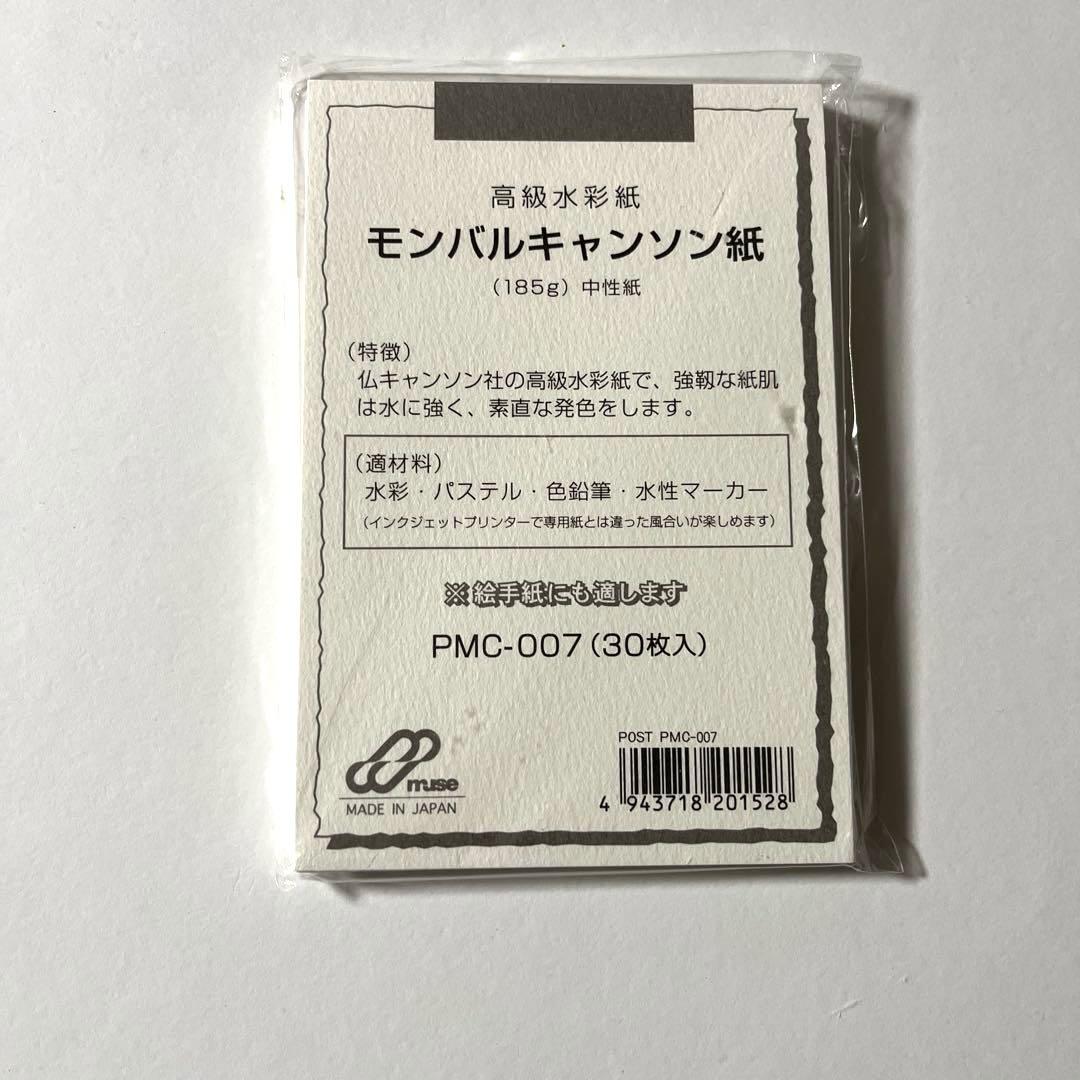 高級水彩紙
モンバルキャンソン紙
（185g）中性紙
（特徴）
仏キャンソン社の高級水彩紙で、強靱な紙肌
は水に強く、素直な発色をします。
（適材料）
水彩・パステル・色鉛筆・水性マーカー
（インクジェットプリンターで専用紙とは違った風合いが楽しめます）
※絵手紙にも適します
PMC-007（30枚入）
muse
MADE IN JAPAN
POST PMC-007
4 943718 201528